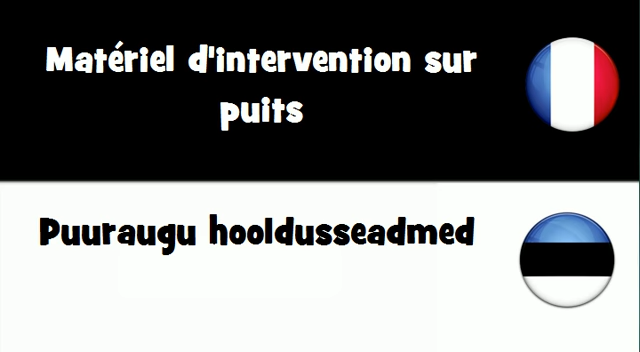 Matériel d'intervention sur
puits
Puuraugu hooldusseadmed